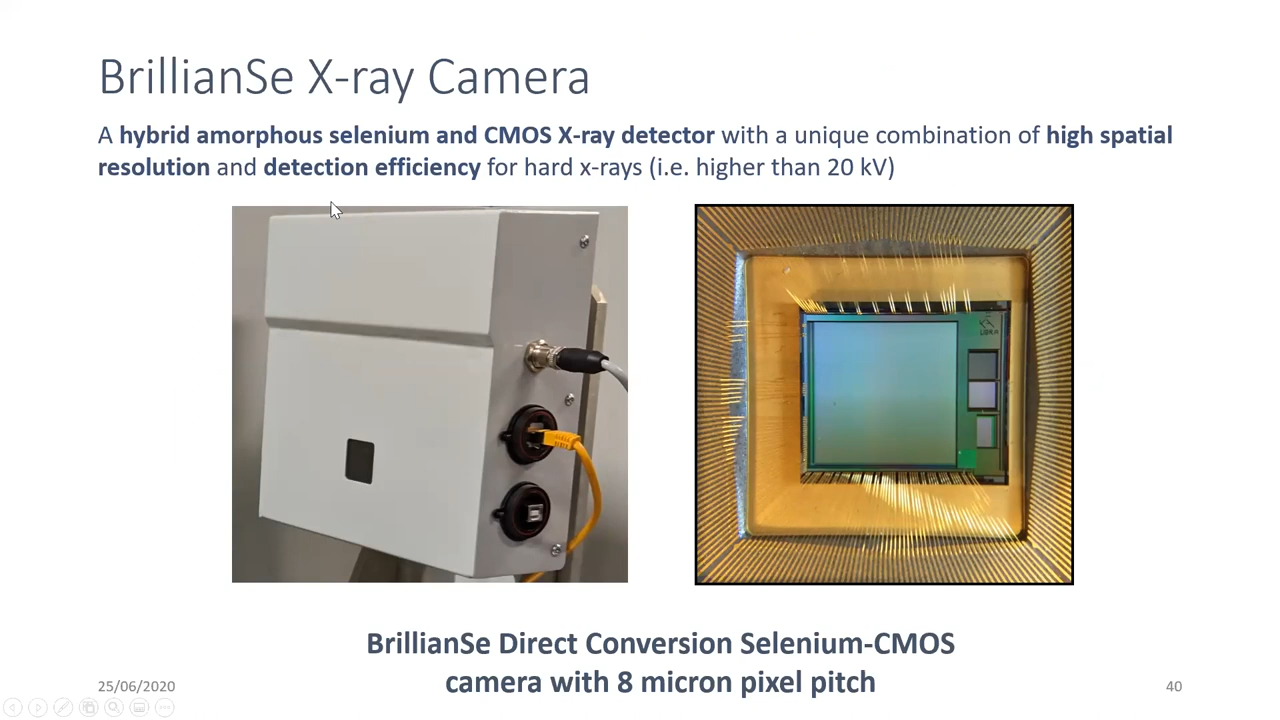 BrillianSe X-ray Camera
A hybrid amorphous selenium and CMOS X-ray detector with a unique combination of high spatial
resolution and detection efficiency for hard x-rays (i.e. higher than 20 kV)
BrillianSe Direct Conversion Selenium-CMOS
camera with 8 micron pixel pitch
25/06/2020
40